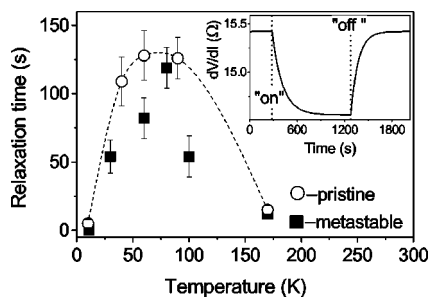 Relaxation time (s)
150
100
50
0
0 50 100 150 200 250 300
Temperature (K)
–pristine
–metastable
dV/dI (Ω)
15.5
15.0
"on"
"off"
0 600 1200 1800
Time (s)